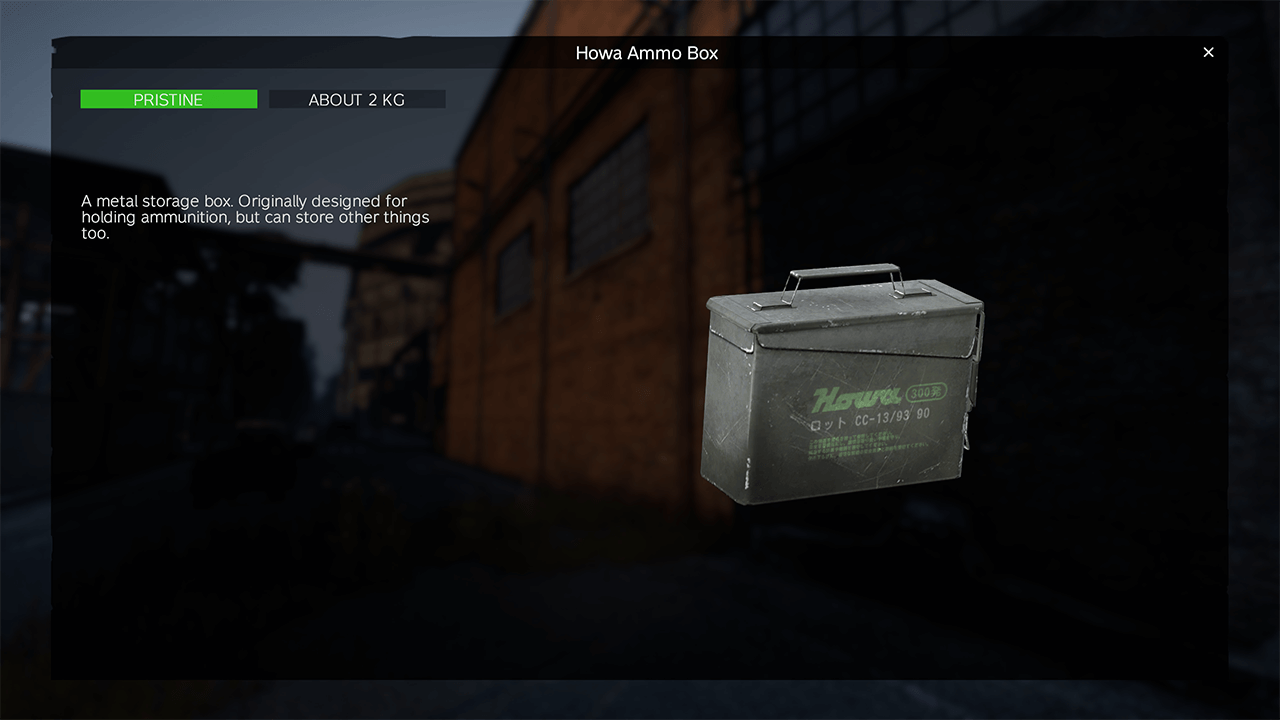 Howa Ammo Box
PRISTINE
ABOUT 2 KG
A metal storage box. Originally designed for
holding ammunition, but can store other things
too.
Howa 300発
ロット CC-13/93 90